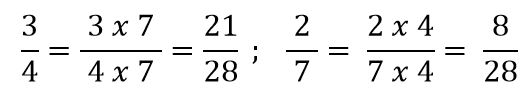 3/4 = (3 x 7)/(4 x 7) = 21/28 ; 2/7 = (2 x 4)/(7 x 4) = 8/28